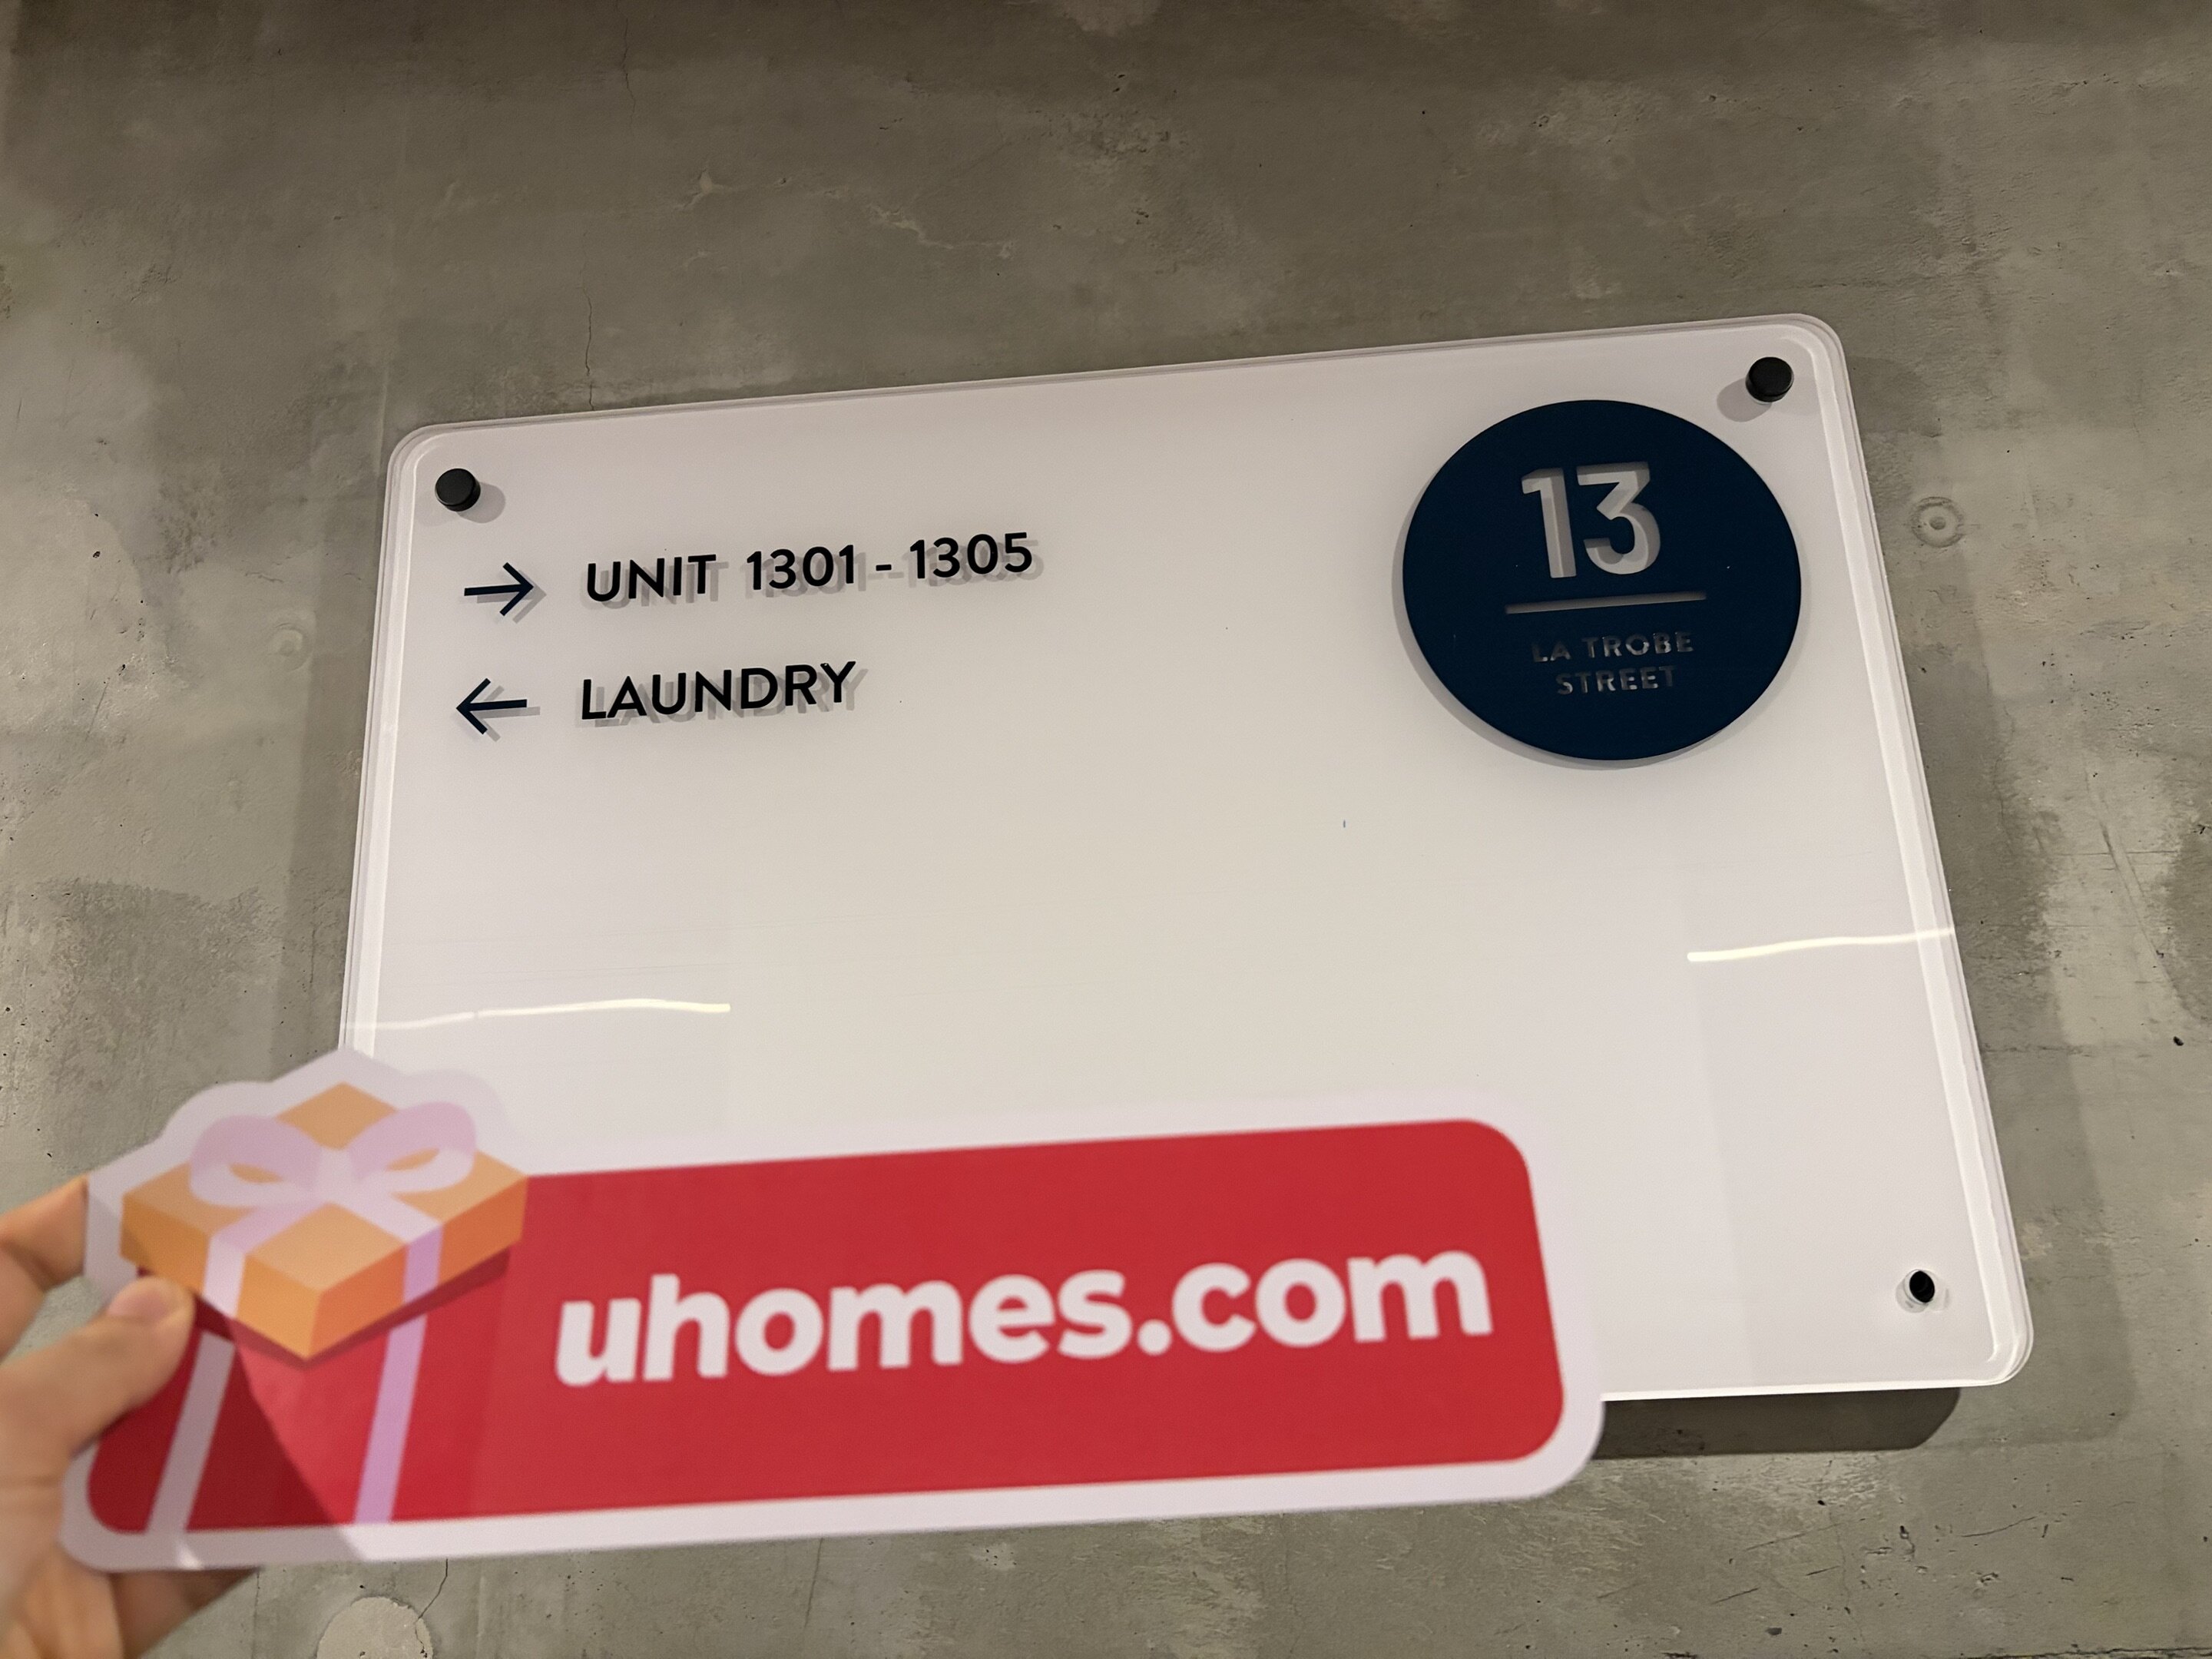 → UNIT 1301 - 1305
← LAUNDRY
13
LA TROBE
STREET
uhomes.com